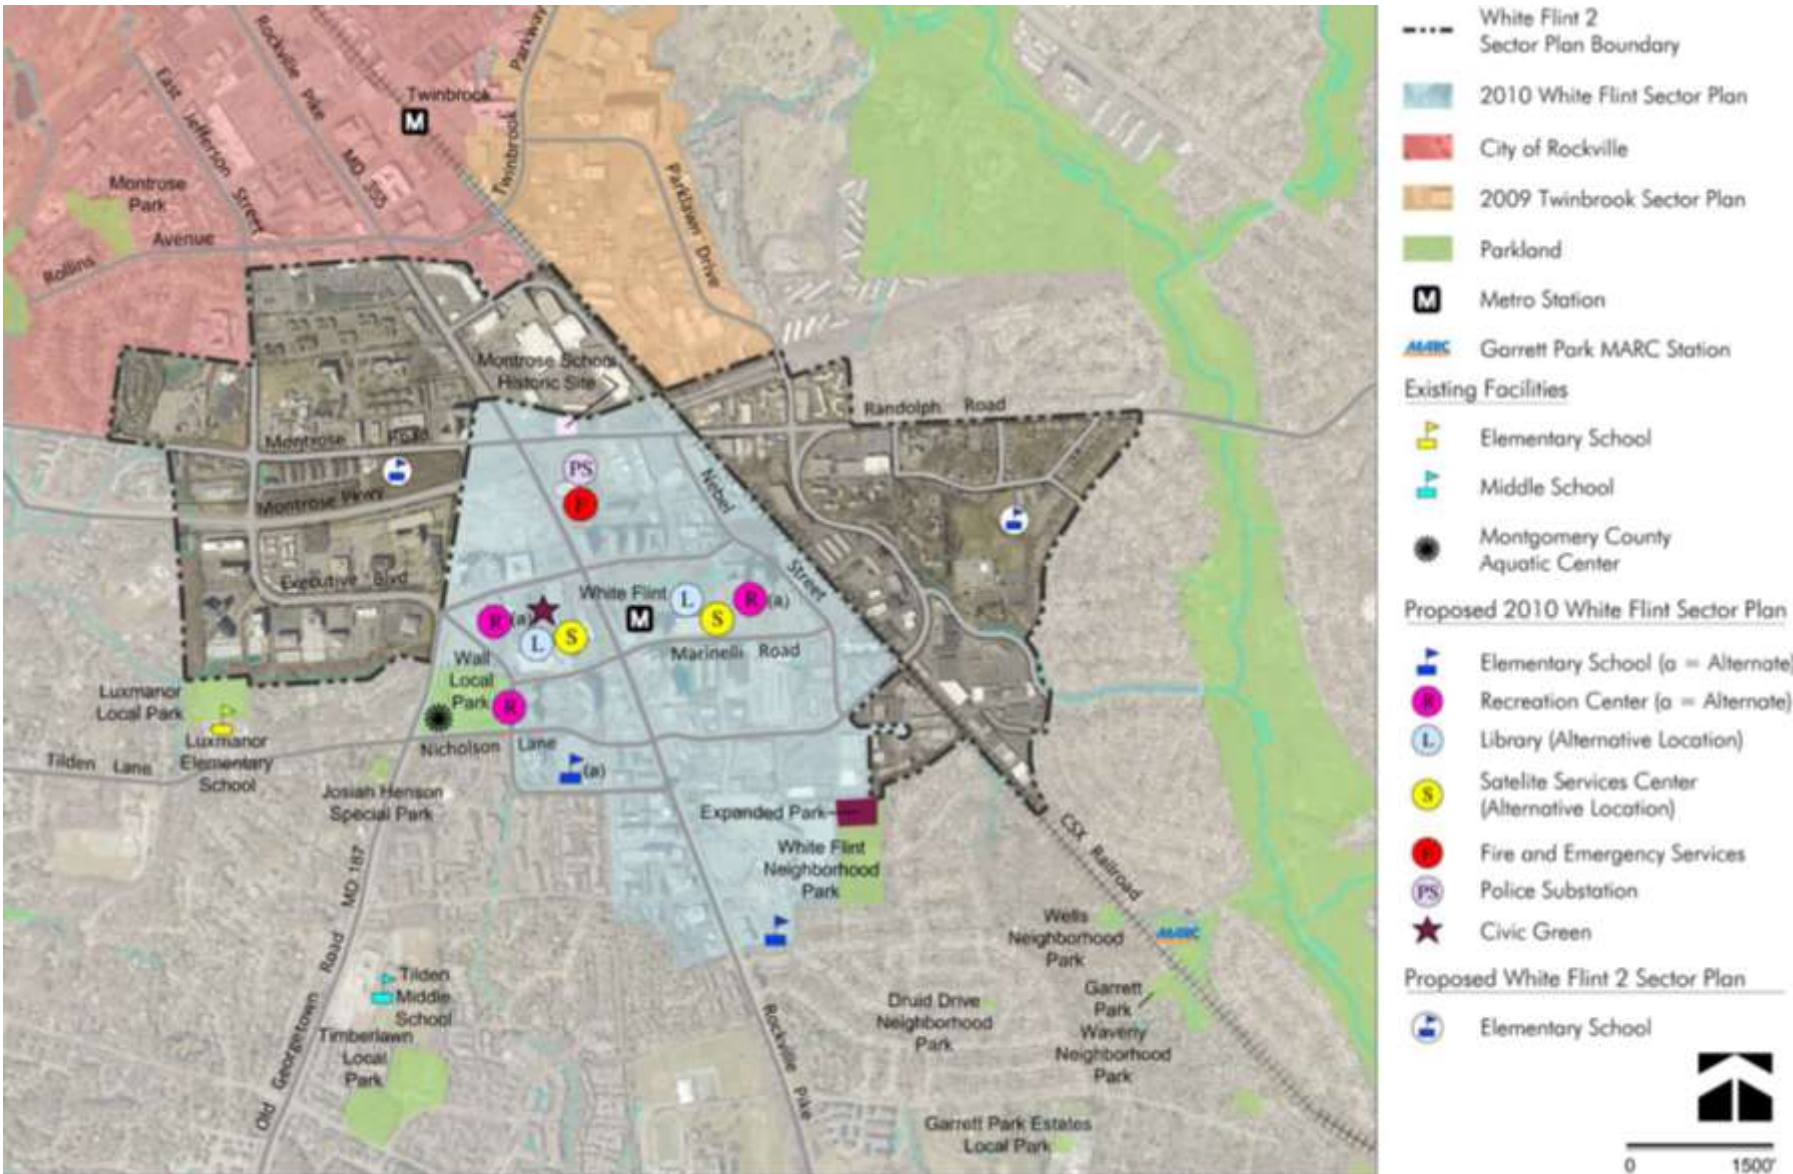 Rockville
Pike
MD 355
East
Jefferson
Street
Twinbrook
M
Parkway
Twinbrook
Parklawn
Drive
Montrose
Park
Rollins
Avenue
Montrose School
Historic Site
Randolph Road
Montrose Road
Montrose Pkwy
PS
F
Nebel
Street
Executive Blvd
White Flint
M
L
S
R (a)
R (a)
L
S
Marinelli Road
Wall
Local
Park
R
Nicholson Lane
(a)
Luxmanor
Local Park
Luxmanor
Elementary
School
Tilden Lane
Josiah Henson
Special Park
Expanded Park
White Flint
Neighborhood
Park
CSX Railroad
Old Georgetown Road MD 187
Wells
Neighborhood
Park
MARC
Tilden
Middle
School
Timberlawn
Local
Park
Druid Drive
Neighborhood
Park
Garrett
Park
Waverly
Neighborhood
Park
Rockville Pike
Garrett Park Estates
Local Park
White Flint 2
Sector Plan Boundary
2010 White Flint Sector Plan
City of Rockville
2009 Twinbrook Sector Plan
Parkland
M Metro Station
MARC Garrett Park MARC Station
Existing Facilities
Elementary School
Middle School
Montgomery County
Aquatic Center
Proposed 2010 White Flint Sector Plan
Elementary School (a = Alternate)
R Recreation Center (a = Alternate)
L Library (Alternative Location)
S Satelite Services Center
(Alternative Location)
F Fire and Emergency Services
PS Police Substation
Civic Green
Proposed White Flint 2 Sector Plan
Elementary School
0 1500'